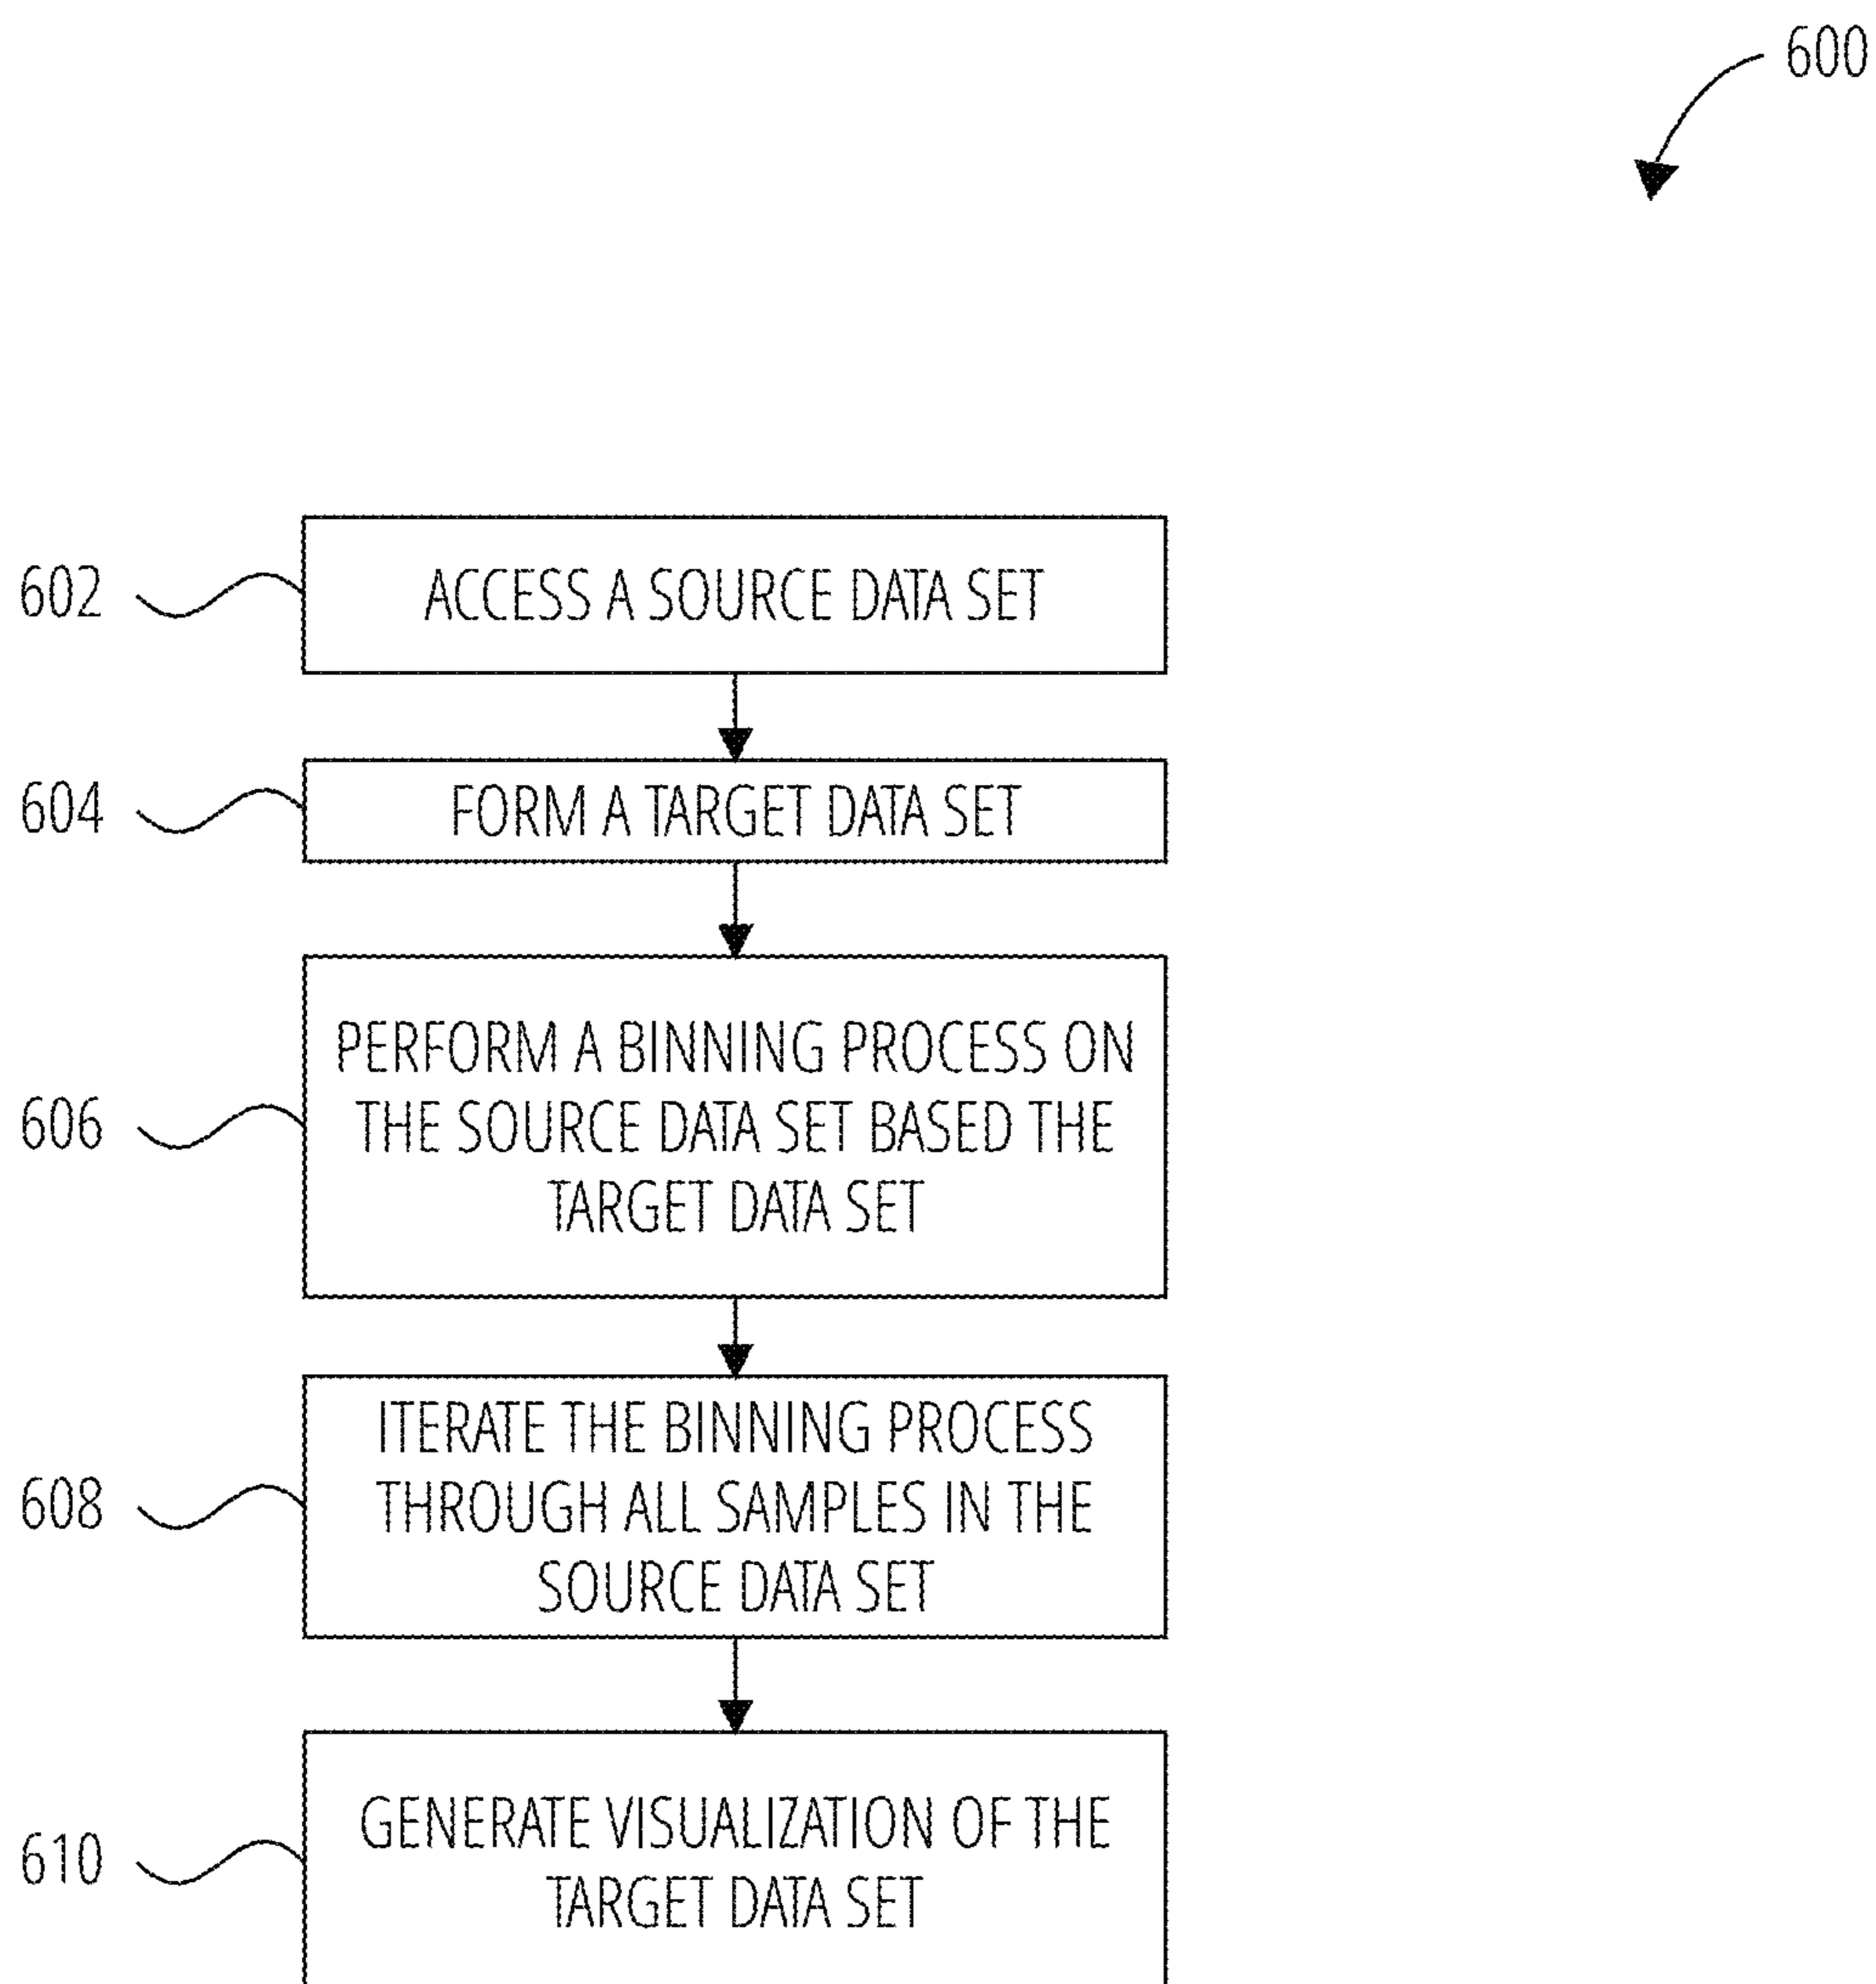 600
602
ACCESS A SOURCE DATA SET
604
FORM A TARGET DATA SET
606
PERFORM A BINNING PROCESS ON
THE SOURCE DATA SET BASED THE
TARGET DATA SET
608
ITERATE THE BINNING PROCESS
THROUGH ALL SAMPLES IN THE
SOURCE DATA SET
610
GENERATE VISUALIZATION OF THE
TARGET DATA SET